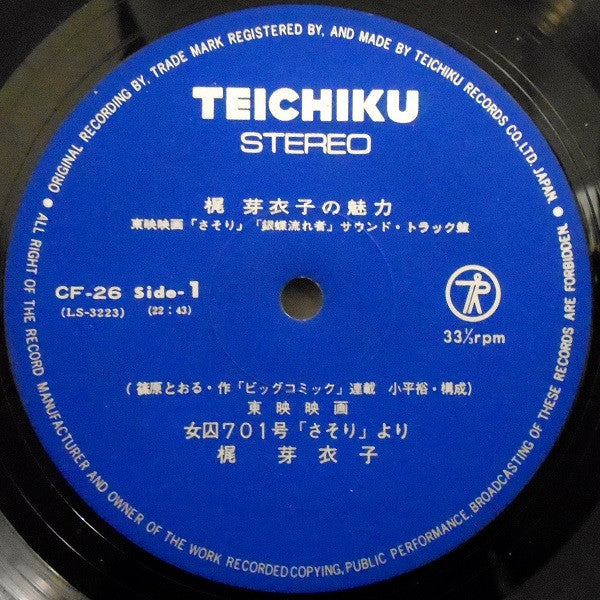 • ORIGINAL RECORDING BY, TRADE MARK REGISTERED BY, AND MADE BY TEICHIKU RECORDS CO., LTD. JAPAN •
TEICHIKU
STEREO
梶 芽衣子の魅力
東映映画「さそり」「銀蝶流れ者」サウンド・トラック盤
CF-26 Side-1
(LS-3223) (22:43)
33⅓rpm
(篠原とおる・作「ビッグコミック」連載 小平裕・構成)
東映映画
女囚701号「さそり」より
梶 芽衣子
• ALL RIGHT OF THE RECORD MANUFACTURER AND OWNER OF THE WORK RECORDED COPYING, PUBLIC PERFORMANCE, BROADCASTING OF THESE RECORDS ARE FORBIDDEN.